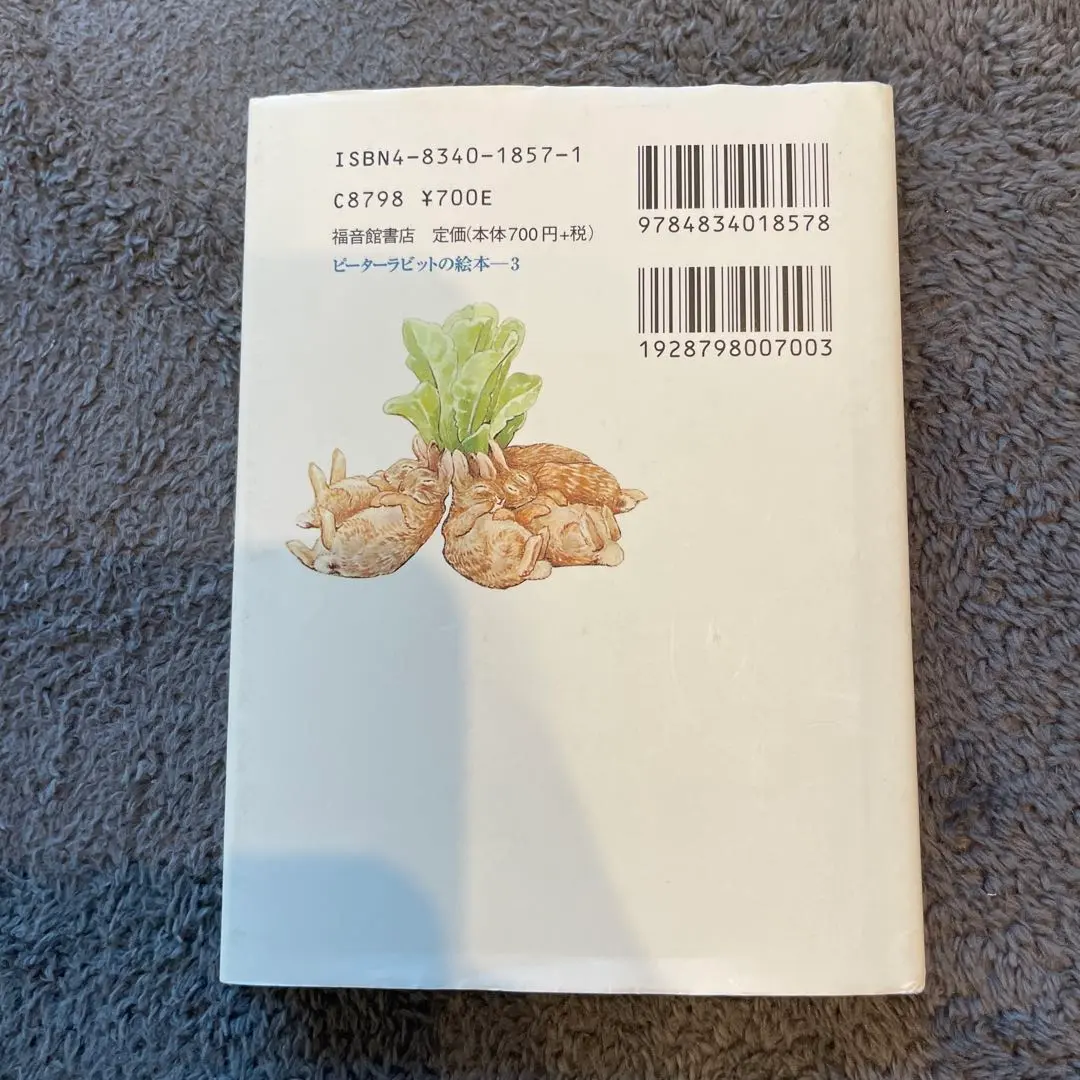 ISBN4-8340-1857-1
C8798 ¥700E
福音館書店 定価(本体700円+税)
ピーターラビットの絵本―3
9784834018578
1928798007003